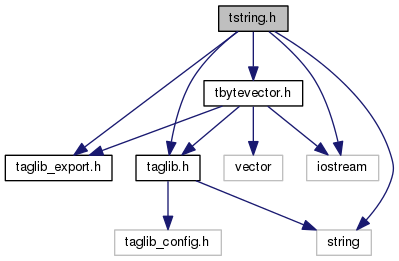 tstring.h
tbytevector.h
taglib_export.h
taglib.h
vector
iostream
taglib_config.h
string